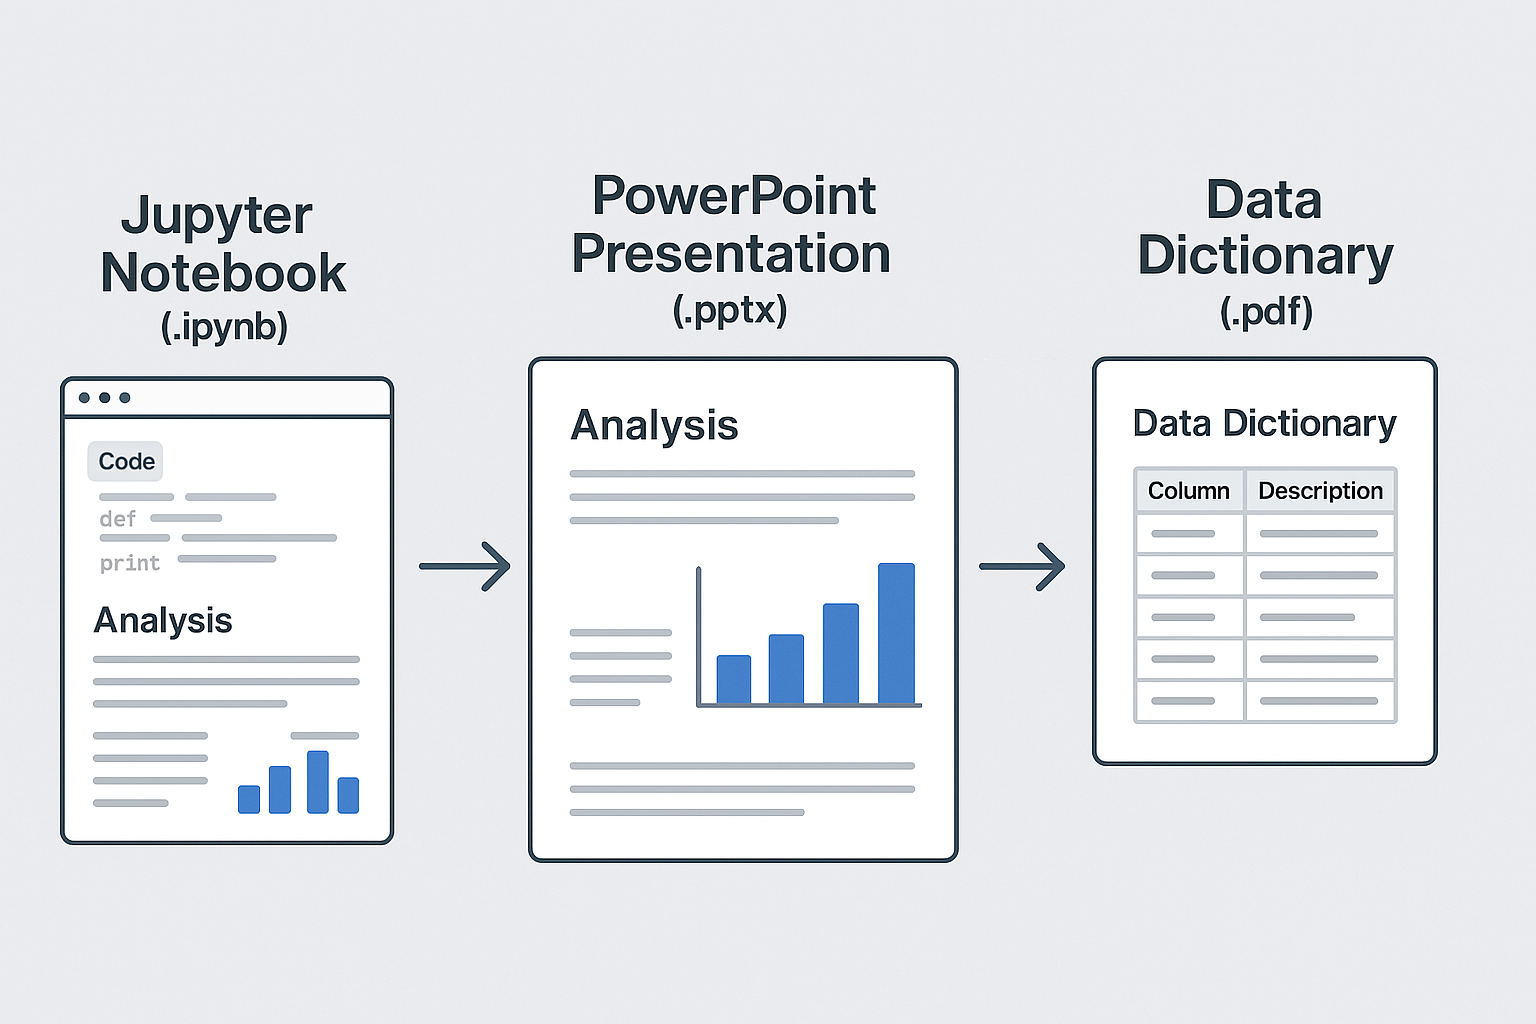 Jupyter
Notebook
(.ipynb)
Code
def
print
Analysis
PowerPoint
Presentation
(.pptx)
Analysis
Data
Dictionary
(.pdf)
Data Dictionary
Column Description